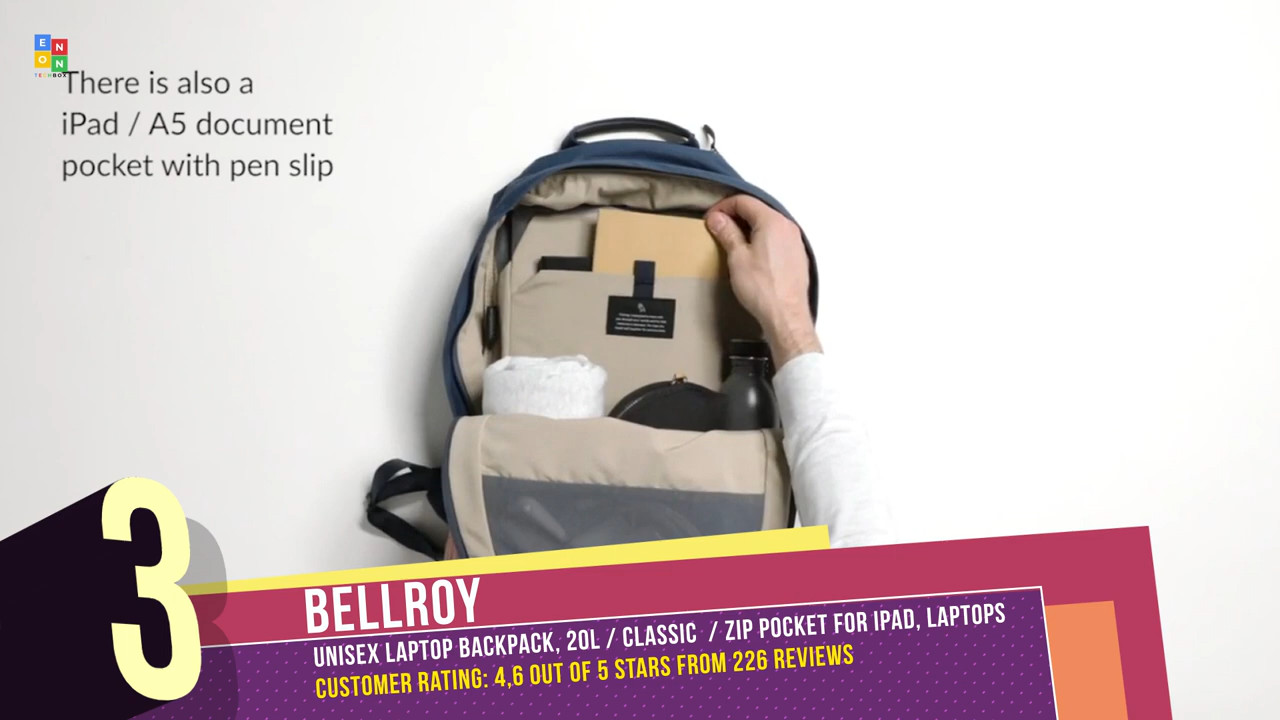 E N
O N
TECHBOX
There is also a
iPad / A5 document
pocket with pen slip
3
BELLROY
UNISEX LAPTOP BACKPACK, 20L / CLASSIC / ZIP POCKET FOR IPAD, LAPTOPS
CUSTOMER RATING: 4,6 OUT OF 5 STARS FROM 226 REVIEWS